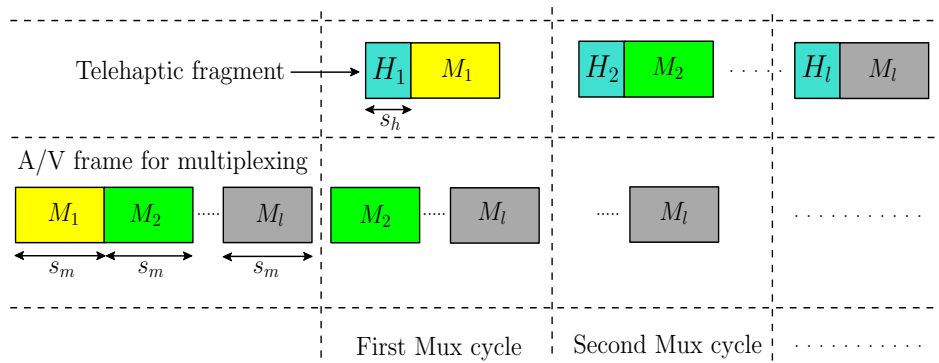 Telehaptic fragment H₁ M₁ H₂ M₂ ...... Hₗ Mₗ
sₕ
A/V frame for multiplexing
M₁ M₂ ..... Mₗ M₂ ..... Mₗ ..... Mₗ ...........
sₘ sₘ sₘ
First Mux cycle Second Mux cycle ...........